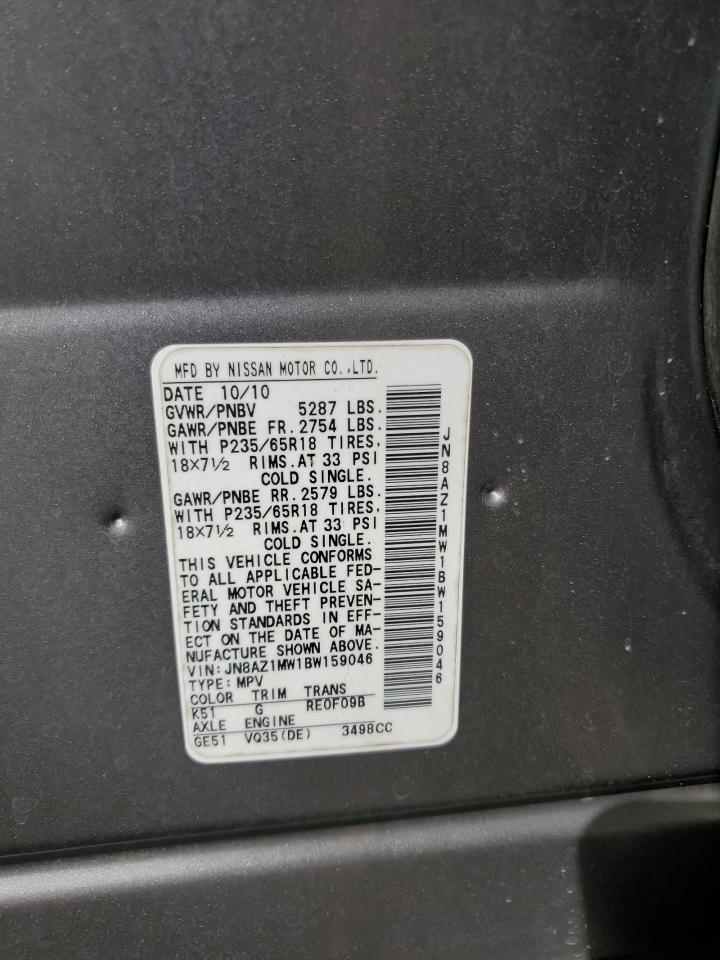 MFD BY NISSAN MOTOR CO.,LTD.
DATE 10/10
GVWR/PNBV 5287 LBS.
GAWR/PNBE FR. 2754 LBS.
WITH P235/65R18 TIRES,
18X7½ RIMS.AT 33 PSI
COLD SINGLE.
GAWR/PNBE RR. 2579 LBS.
WITH P235/65R18 TIRES,
18X7½ RIMS.AT 33 PSI
COLD SINGLE.
THIS VEHICLE CONFORMS
TO ALL APPLICABLE FED-
ERAL MOTOR VEHICLE SA-
FETY AND THEFT PREVEN-
TION STANDARDS IN EFF-
ECT ON THE DATE OF MA-
NUFACTURE SHOWN ABOVE.
VIN:JN8AZ1MW1BW159046
TYPE:MPV
COLOR TRIM TRANS
K51 G RE0F09B
AXLE ENGINE
GE51 VQ35(DE) 3498CC
JN8AZ1MW1BW159046